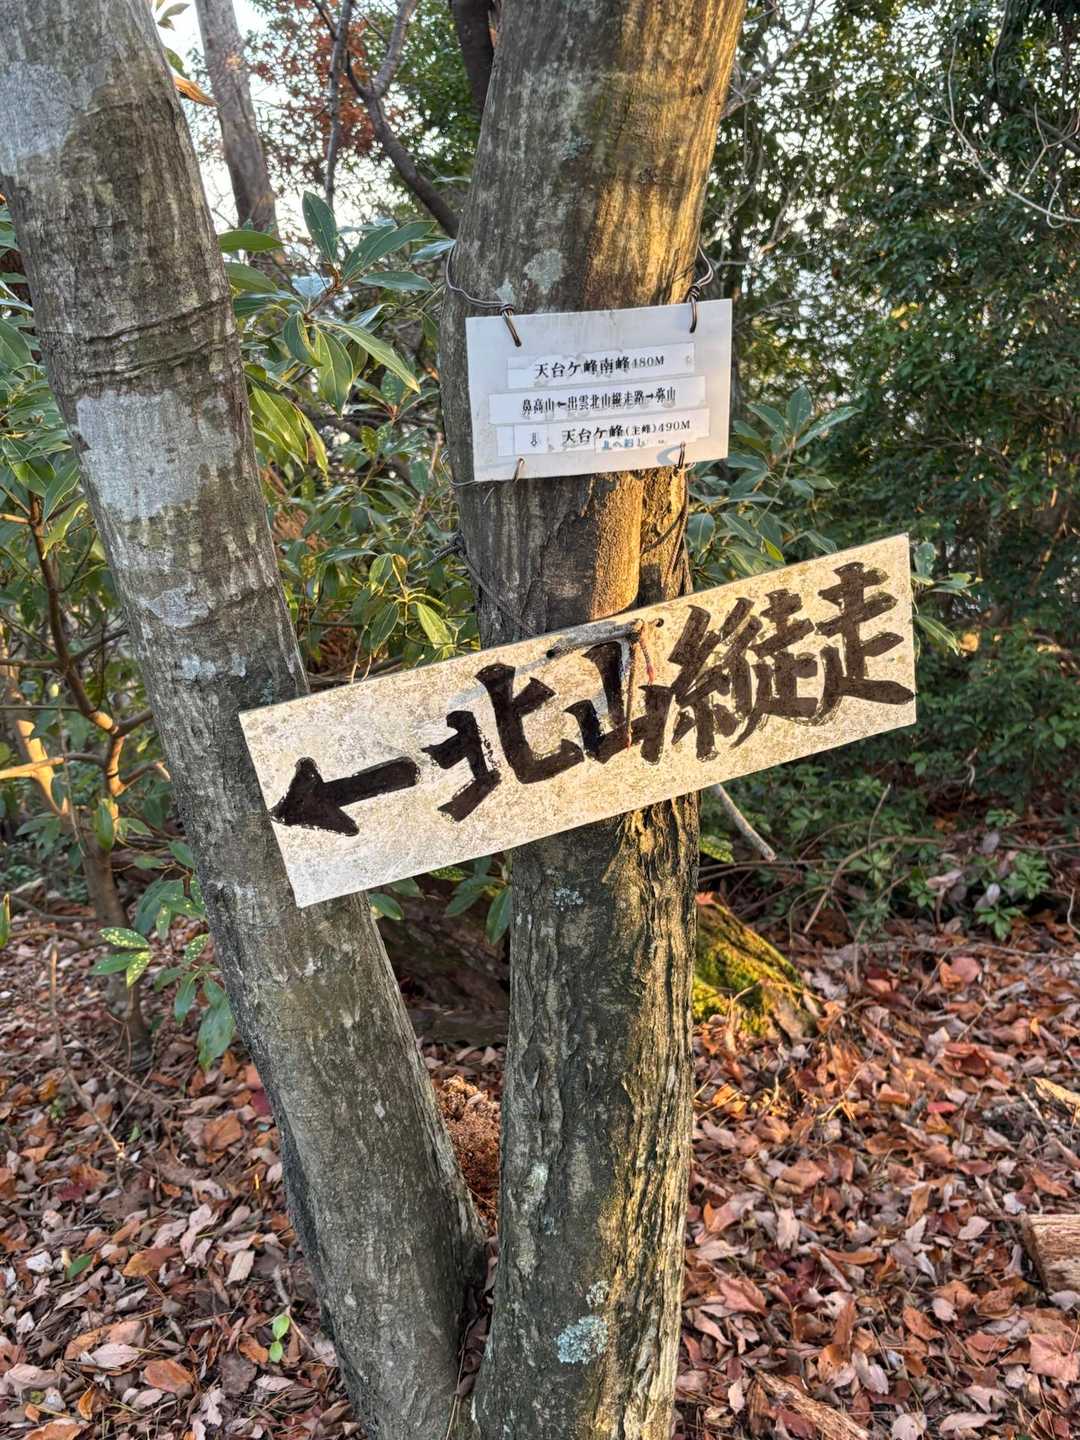 天台ケ峰南峰480M
鼻高山←出雲北山縦走路→弥山
⇩ 天台ケ峰(主峰)490M
←北山縦走